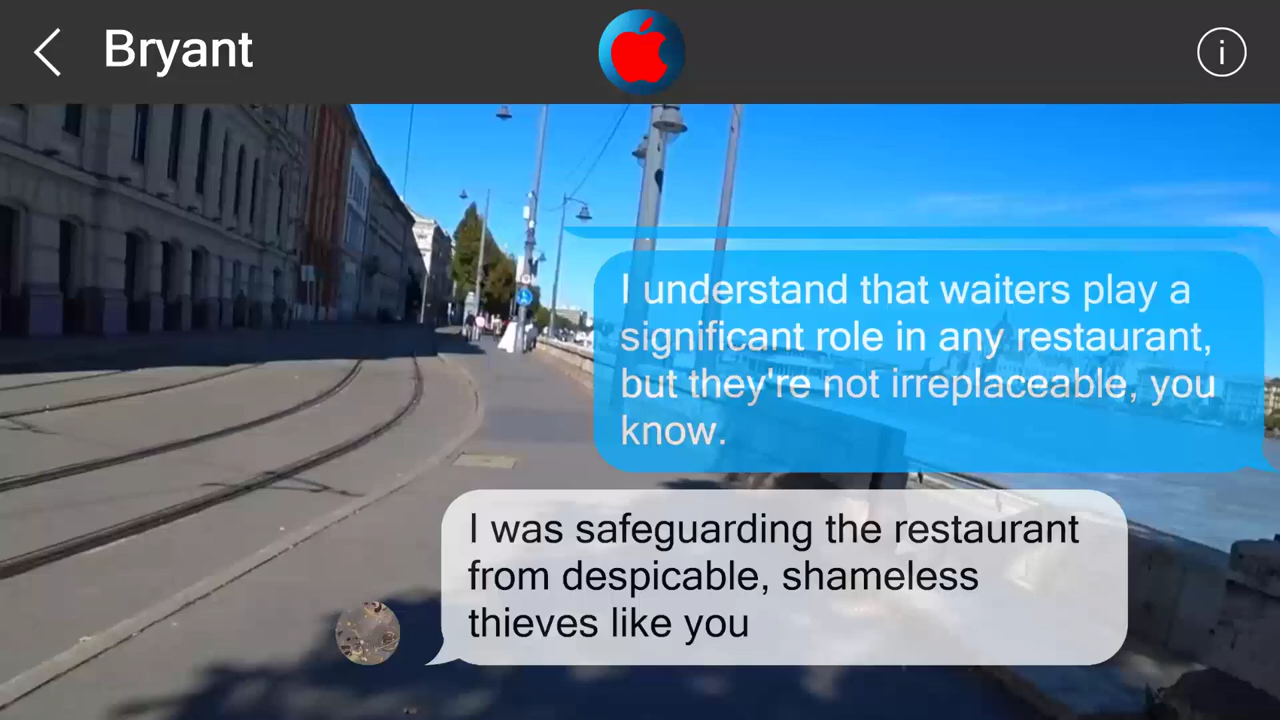 Bryant
i
I understand that waiters play a
significant role in any restaurant,
but they're not irreplaceable, you
know.
I was safeguarding the restaurant
from despicable, shameless
thieves like you